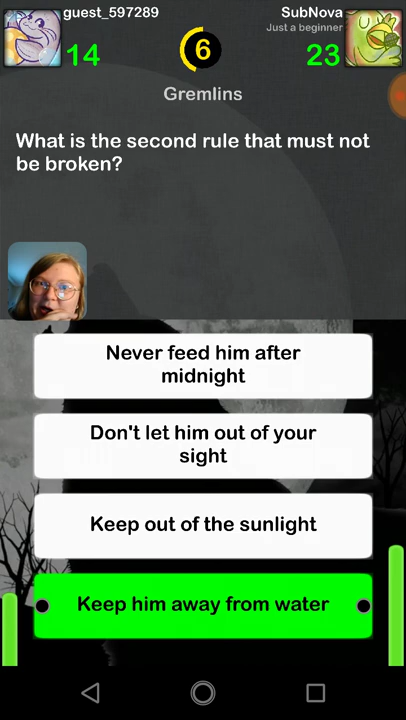 guest_597289
SubNova
Just a beginner
14
6
23
Gremlins
What is the second rule that must not
be broken?
Never feed him after
midnight
Don't let him out of your
sight
Keep out of the sunlight
Keep him away from water